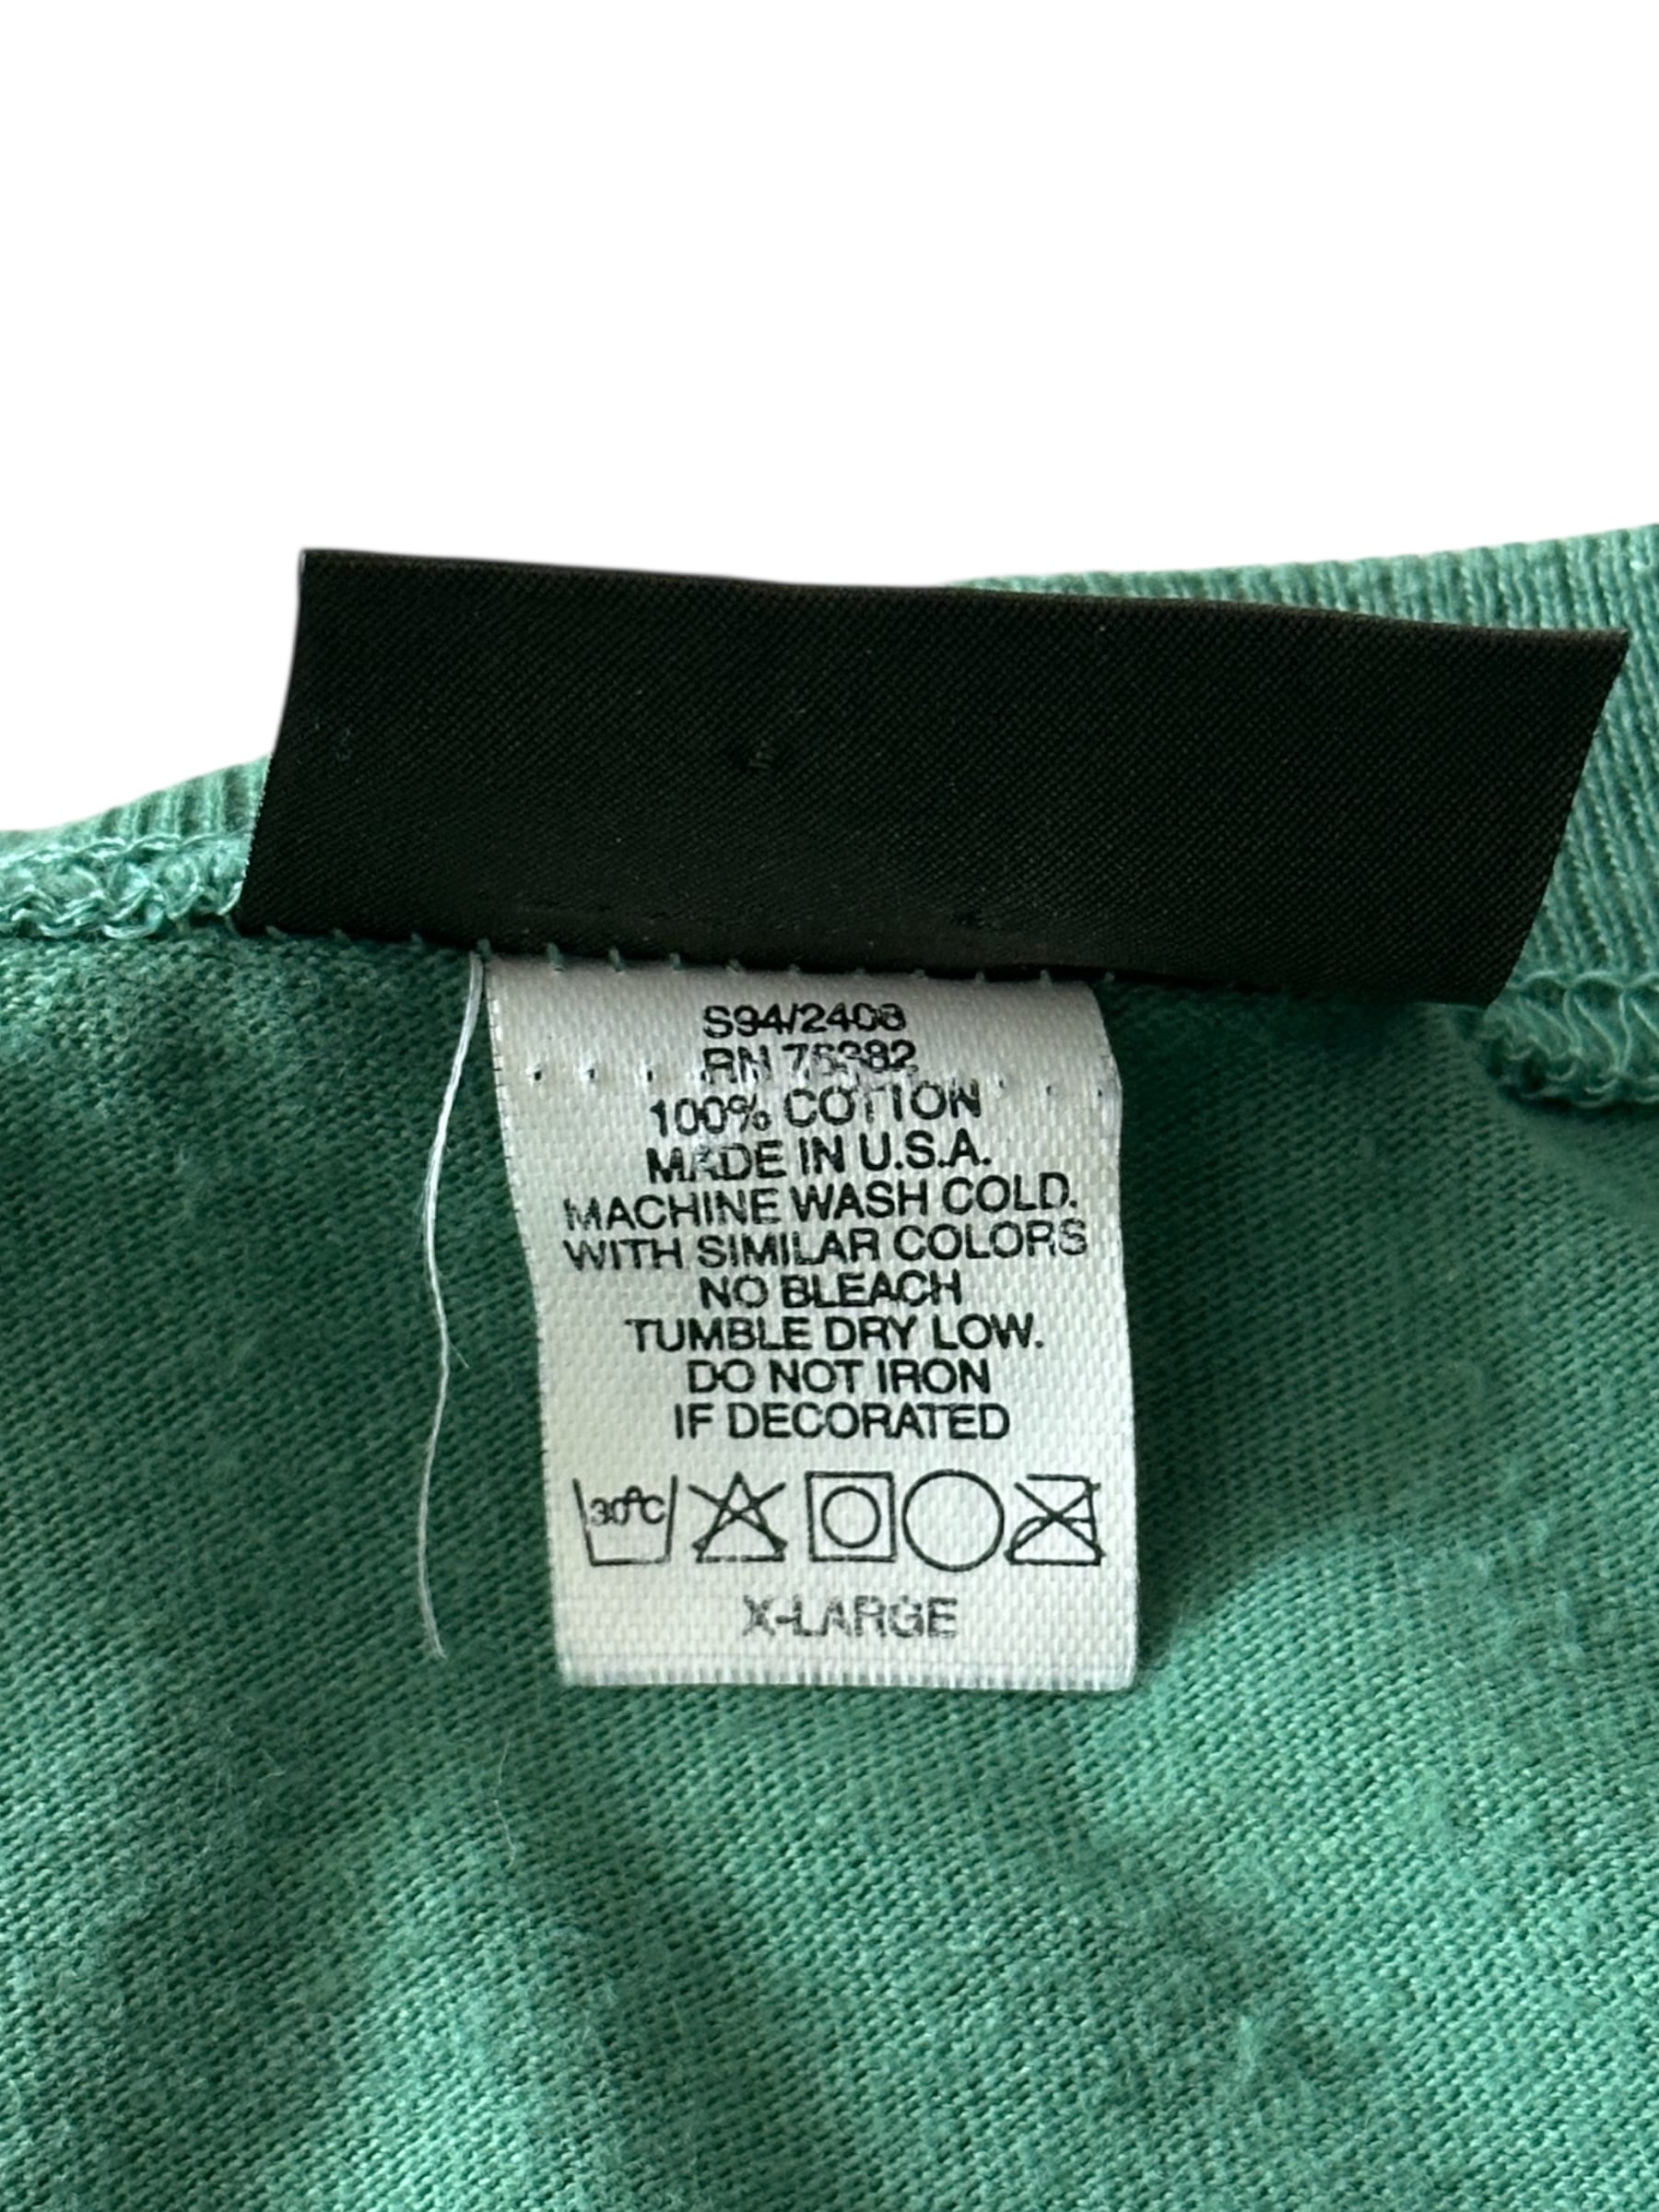 S94/2408
RN
100% COTTON
MADE IN U.S.A.
MACHINE WASH COLD.
WITH SIMILAR COLORS
NO BLEACH
TUMBLE DRY LOW.
DO NOT IRON
IF DECORATED
30°C
X-LARGE